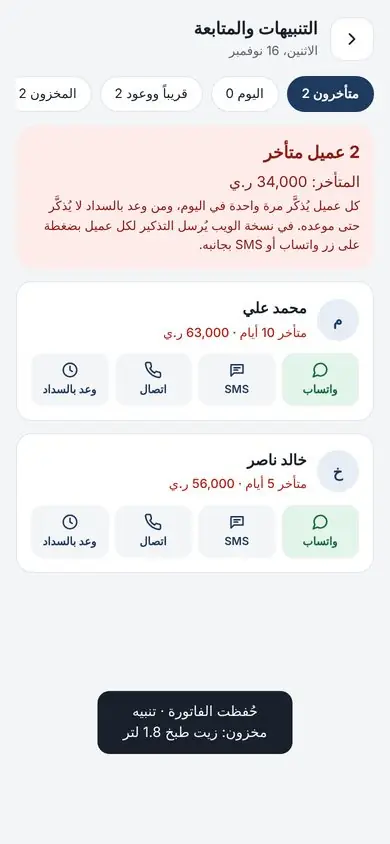 التنبيهات والمتابعة
الاثنين، 16 نوفمبر
متأخرون 2
اليوم 0
قريباً ووعود 2
المخزون 2
2 عميل متأخر
المتأخر: 34,000 ر.ي
كل عميل يُذكَّر مرة واحدة في اليوم، ومن وعد بالسداد لا يُذكَّر
حتى موعده. في نسخة الويب يُرسل التذكير لكل عميل بضغطة
على زر واتساب أو SMS بجانبه.
م
محمد علي
متأخر 10 أيام · 63,000 ر.ي
واتساب
SMS
اتصال
وعد بالسداد
خ
خالد ناصر
متأخر 5 أيام · 56,000 ر.ي
واتساب
SMS
اتصال
وعد بالسداد
حُفظت الفاتورة · تنبيه
مخزون: زيت طبخ 1.8 لتر